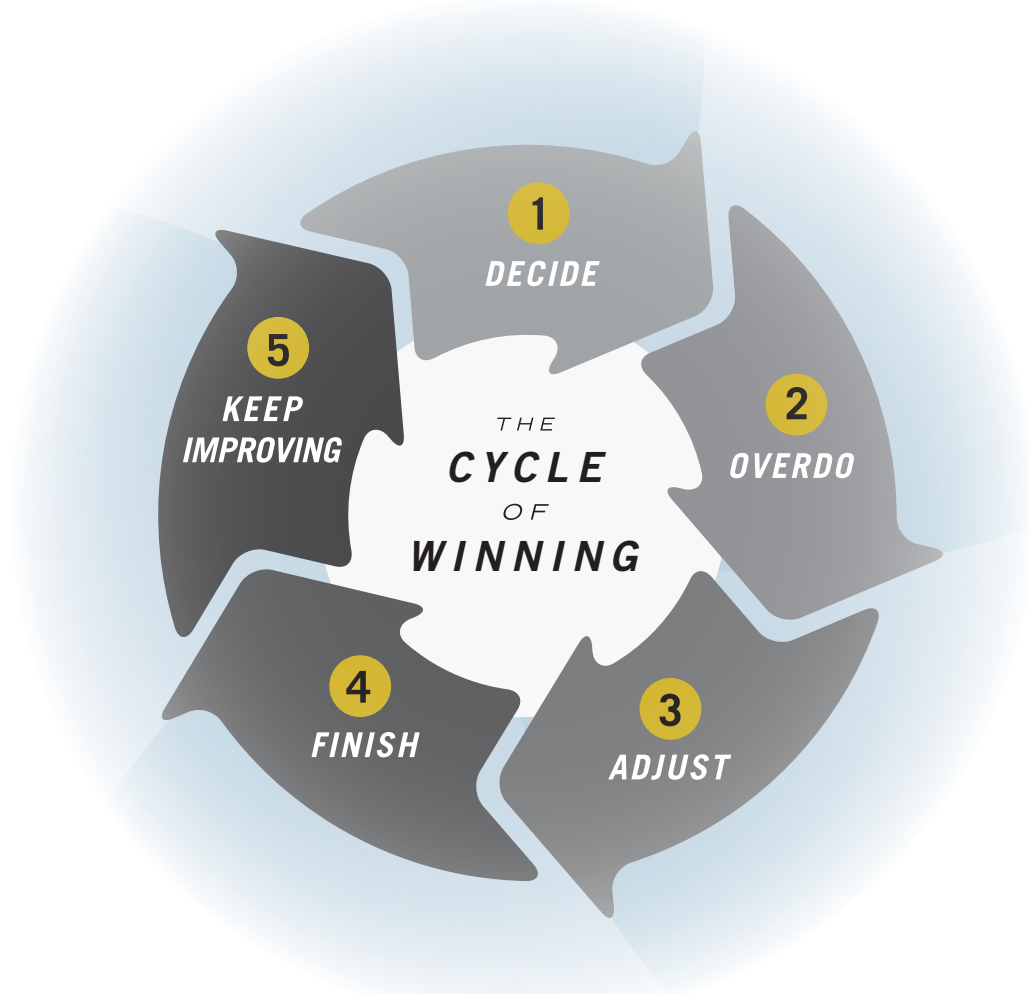 THE
CYCLE
OF
WINNING
1
DECIDE
2
OVERDO
3
ADJUST
4
FINISH
5
KEEP
IMPROVING